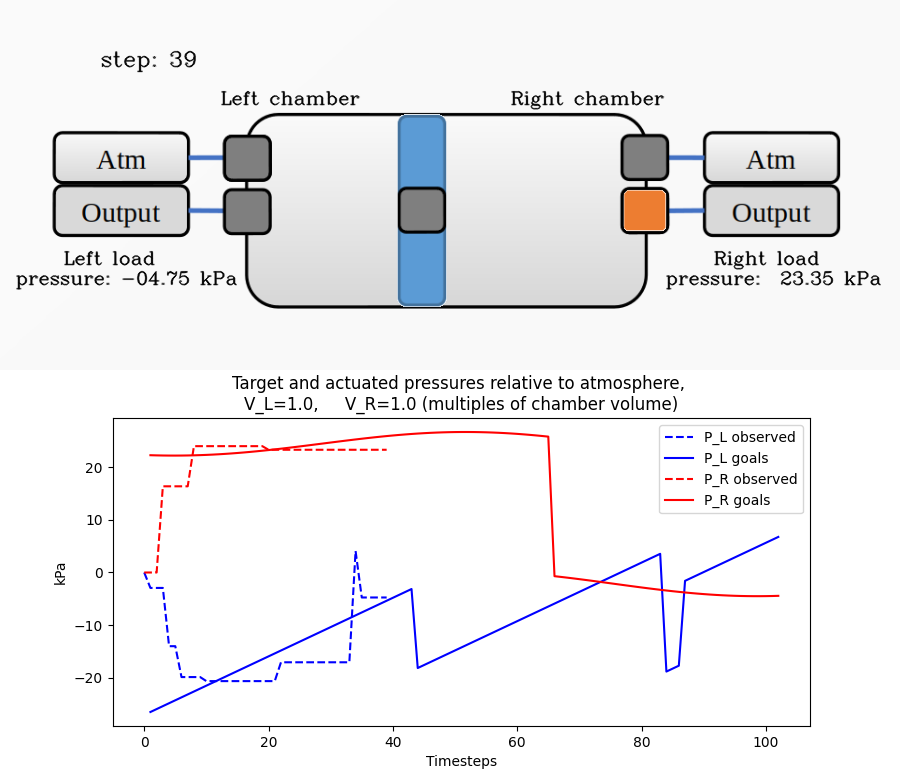 step: 39
Left chamber
Right chamber
Atm
Atm
Output
Output
Left load
pressure: -04.75 kPa
Right load
pressure:  23.35 kPa
Target and actuated pressures relative to atmosphere,
V_L=1.0,     V_R=1.0 (multiples of chamber volume)
P_L observed
P_L goals
P_R observed
P_R goals
kPa
20
10
0
−10
−20
0
20
40
60
80
100
Timesteps